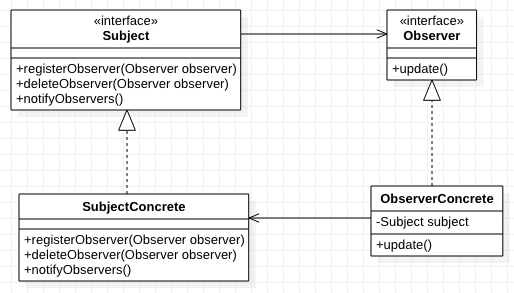 «interface»
Subject
+registerObserver(Observer observer)
+deleteObserver(Observer observer)
+notifyObservers()
«interface»
Observer
+update()
SubjectConcrete
+registerObserver(Observer observer)
+deleteObserver(Observer observer)
+notifyObservers()
ObserverConcrete
-Subject subject
+update()